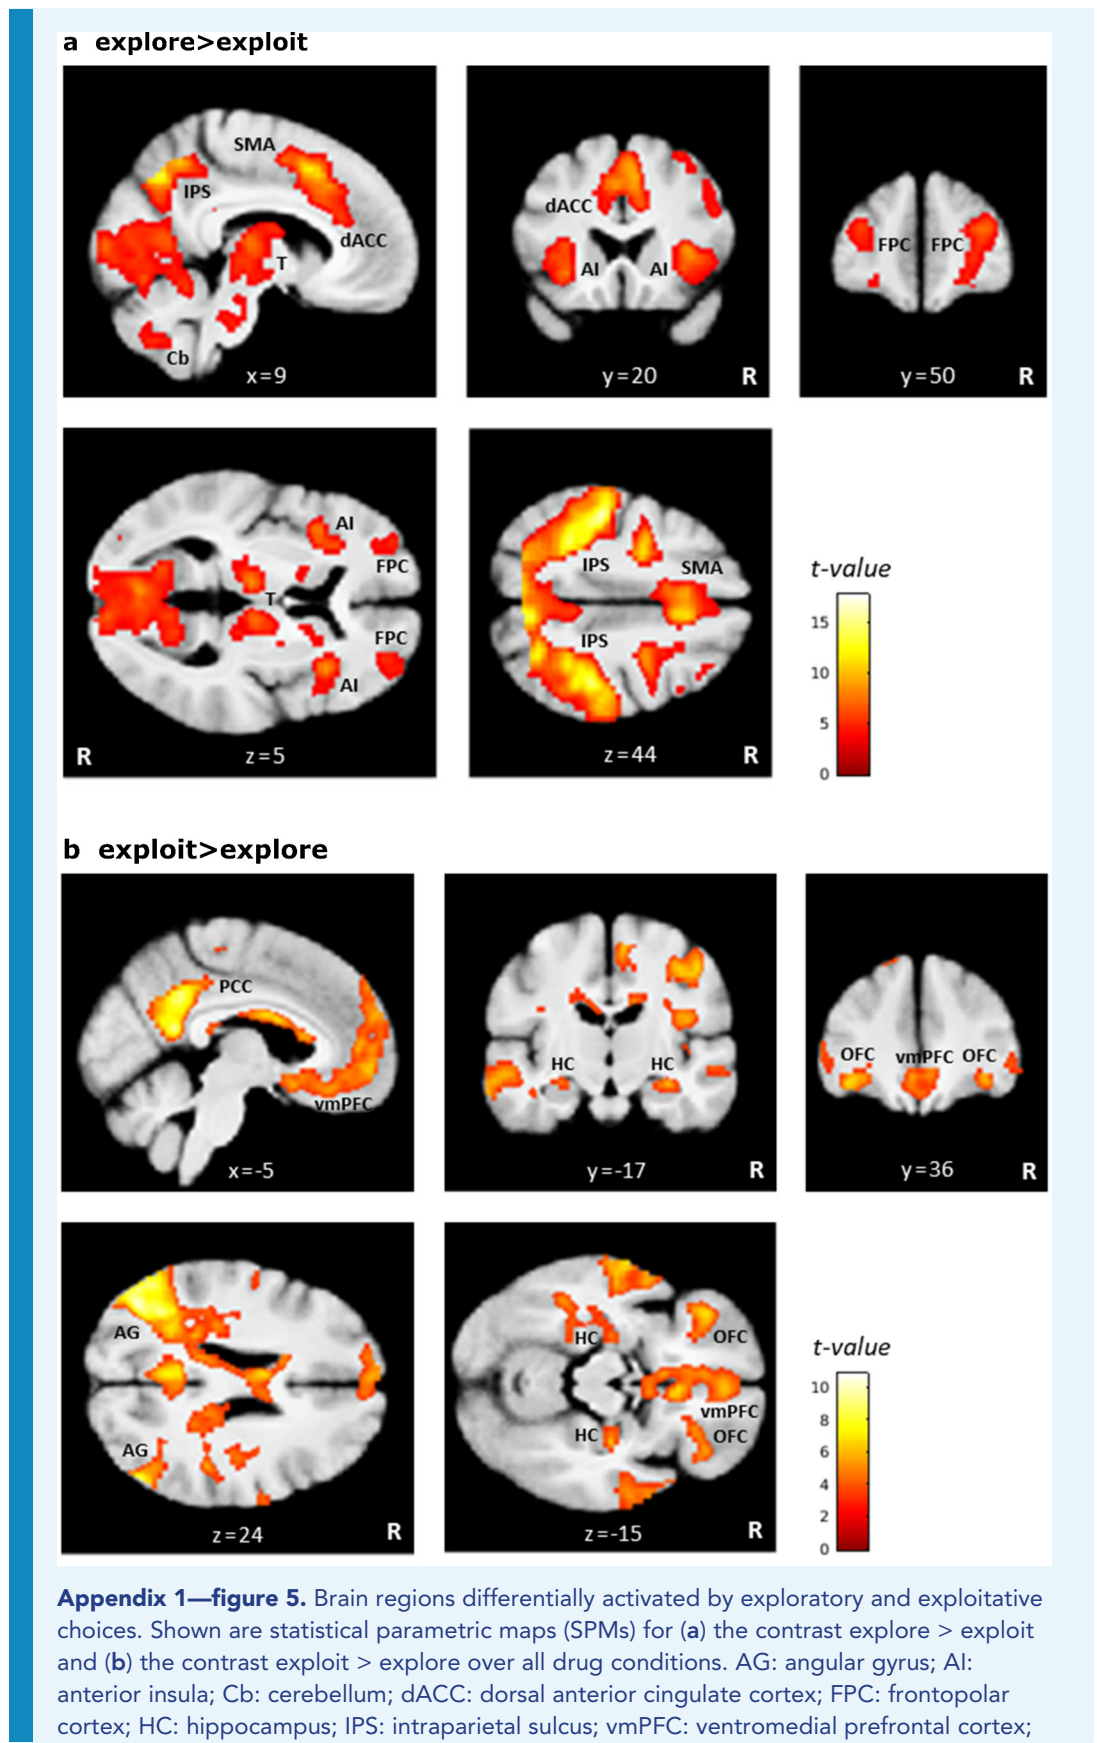 a explore>exploit
SMA
IPS
dACC
T
Cb
x=9
dACC
AI
AI
y=20
R
FPC
FPC
y=50
R
AI
FPC
T
FPC
AI
R
z=5
IPS
SMA
IPS
z=44
R
t-value
15
10
5
0
b exploit>explore
PCC
vmPFC
x=-5
HC
HC
y=-17
R
OFC
vmPFC
OFC
y=36
R
AG
AG
z=24
R
HC
OFC
vmPFC
HC
OFC
z=-15
R
t-value
10
8
6
4
2
0
Appendix 1—figure 5. Brain regions differentially activated by exploratory and exploitative
choices. Shown are statistical parametric maps (SPMs) for (a) the contrast explore > exploit
and (b) the contrast exploit > explore over all drug conditions. AG: angular gyrus; AI:
anterior insula; Cb: cerebellum; dACC: dorsal anterior cingulate cortex; FPC: frontopolar
cortex; HC: hippocampus; IPS: intraparietal sulcus; vmPFC: ventromedial prefrontal cortex;